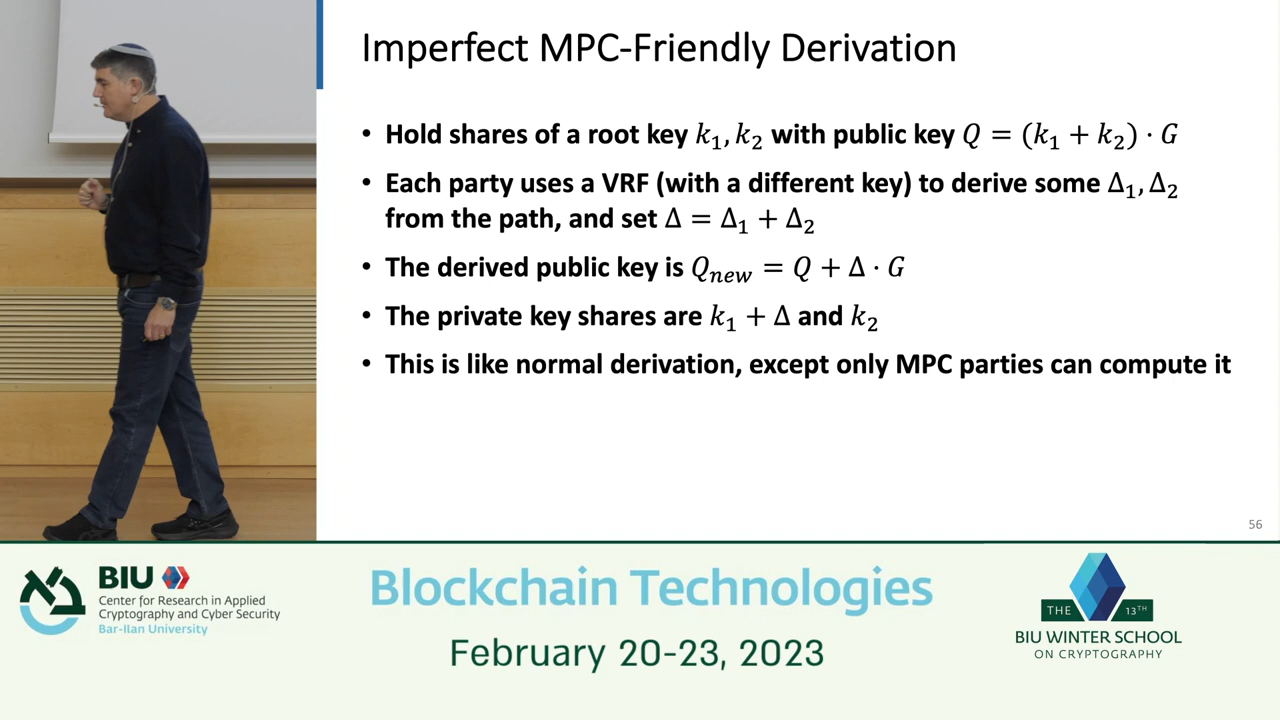 Imperfect MPC-Friendly Derivation
• Hold shares of a root key k₁, k₂ with public key Q = (k₁ + k₂) · G
• Each party uses a VRF (with a different key) to derive some Δ₁, Δ₂
from the path, and set Δ = Δ₁ + Δ₂
• The derived public key is Qₙₑw = Q + Δ · G
• The private key shares are k₁ + Δ and k₂
• This is like normal derivation, except only MPC parties can compute it
56
BIU
Center for Research in Applied
Cryptography and Cyber Security
Bar-Ilan University
Blockchain Technologies
February 20-23, 2023
THE 13TH
BIU WINTER SCHOOL
ON CRYPTOGRAPHY